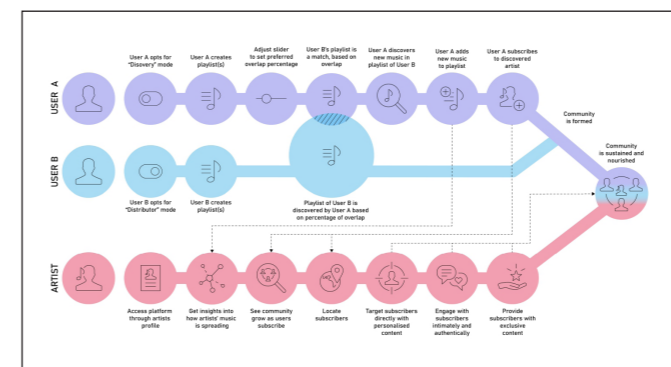 User A opts for
"Discovery" mode
User A creates
playlist(s)
Adjust slider
to set preferred
overlap percentage
User B's playlist is
a match, based on
overlap
User A discovers
new music in
playlist of User B
User A adds
new music
to playlist
User A subscribes
to discovered
artist
USER A
Community
is formed
Community
is sustained and
nourished
USER B
User B opts for
"Distributor" mode
User B creates
playlist(s)
Playlist of User B is
discovered by User A based
on percentage of overlap
ARTIST
Access platform
through artists
profile
Get insights into
how artists' music
is spreading
See community
grow as users
subscribe
Locate
subscribers
Target subscribers
directly with
personalised
content
Engage with
subscribers
intimately and
authentically
Provide
subscribers with
exclusive
content